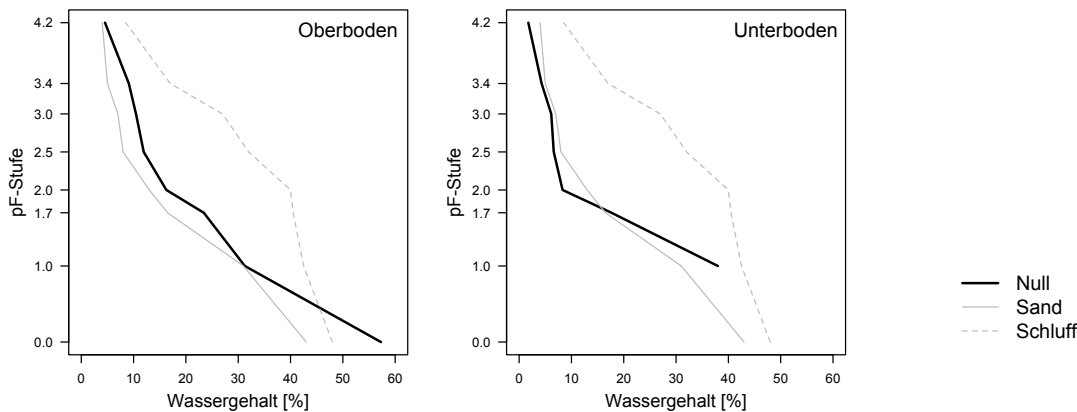 Oberboden
pF-Stufe
4.2
3.4
3.0
2.5
2.0
1.7
1.0
0.0
0 10 20 30 40 50 60
Wassergehalt [%]
Unterboden
pF-Stufe
4.2
3.4
3.0
2.5
2.0
1.7
1.0
0.0
0 10 20 30 40 50 60
Wassergehalt [%]
Null
Sand
Schluff